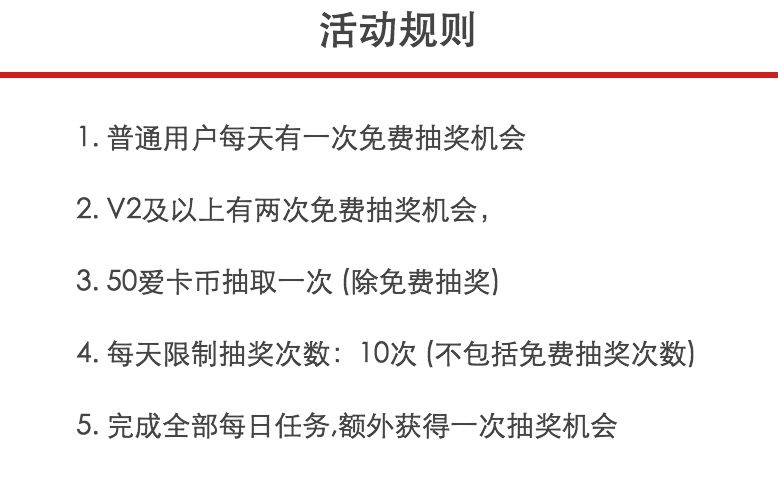 活动规则
1. 普通用户每天有一次免费抽奖机会
2. V2及以上有两次免费抽奖机会，
3. 50爱卡币抽取一次 (除免费抽奖)
4. 每天限制抽奖次数：10次 (不包括免费抽奖次数)
5. 完成全部每日任务,额外获得一次抽奖机会